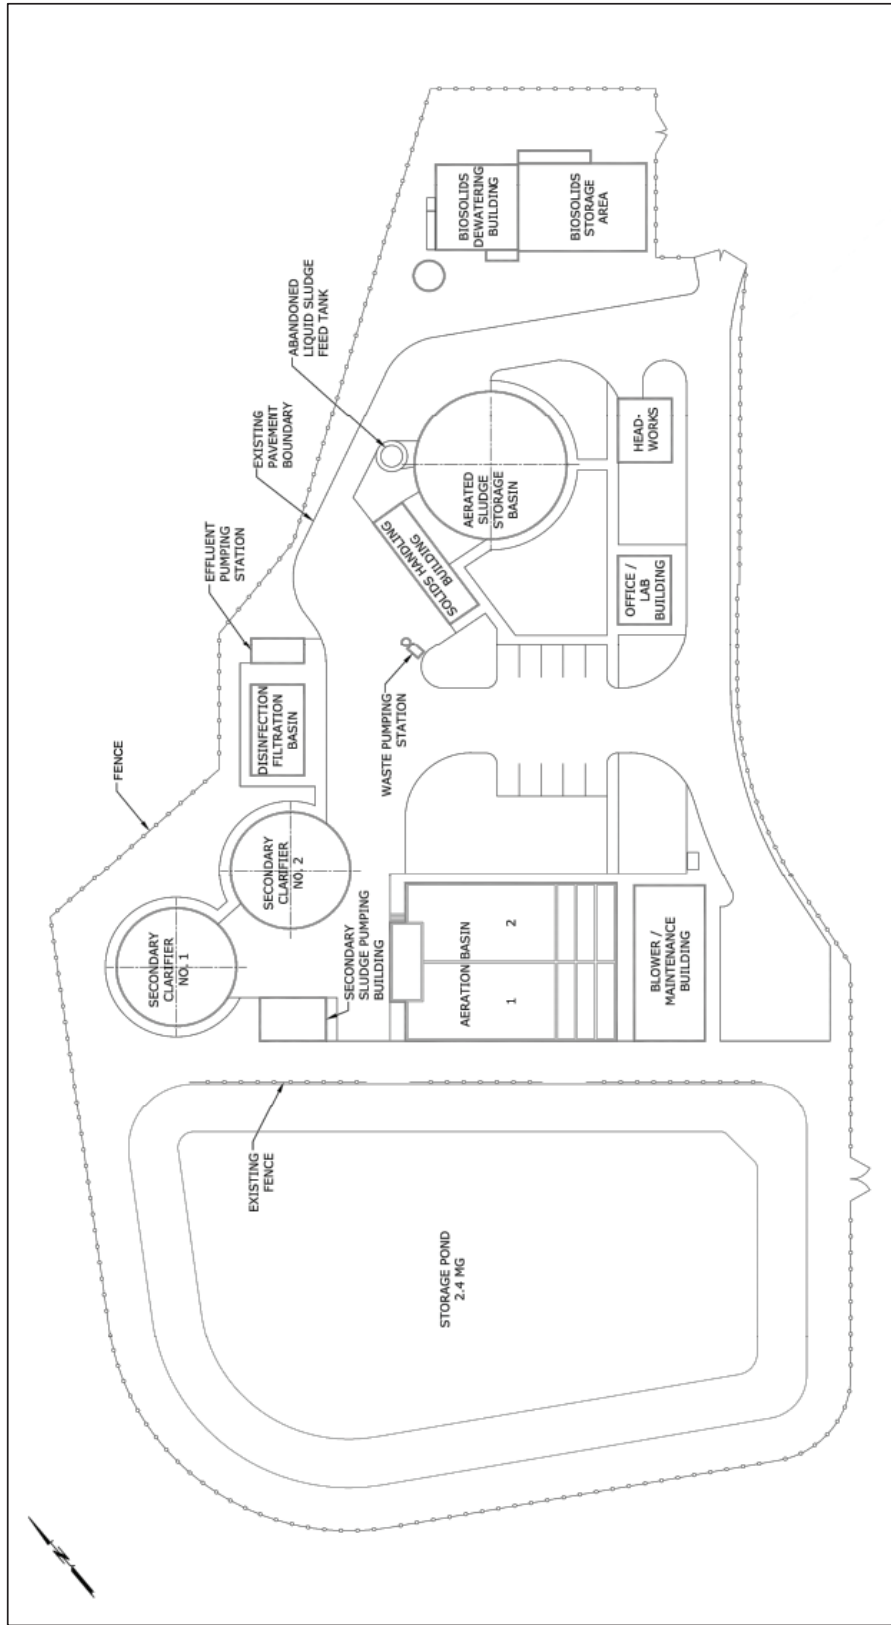 BIOSOLIDS
DEWATERING
BUILDING
BIOSOLIDS
STORAGE
AREA
ABANDONED
LIQUID SLUDGE
FEED TANK
EXISTING
PAVEMENT
BOUNDARY
HEAD-
WORKS
AERATED
SLUDGE
STORAGE
BASIN
SOLIDS HANDLING
BUILDING
EFFLUENT
PUMPING
STATION
OFFICE /
LAB
BUILDING
DISINFECTION
FILTRATION
BASIN
WASTE PUMPING
STATION
FENCE
SECONDARY
CLARIFIER
NO. 2
SECONDARY
CLARIFIER
NO. 1
SECONDARY
SLUDGE PUMPING
BUILDING
AERATION BASIN
1
2
BLOWER /
MAINTENANCE
BUILDING
EXISTING
FENCE
STORAGE POND
2.4 MG
N